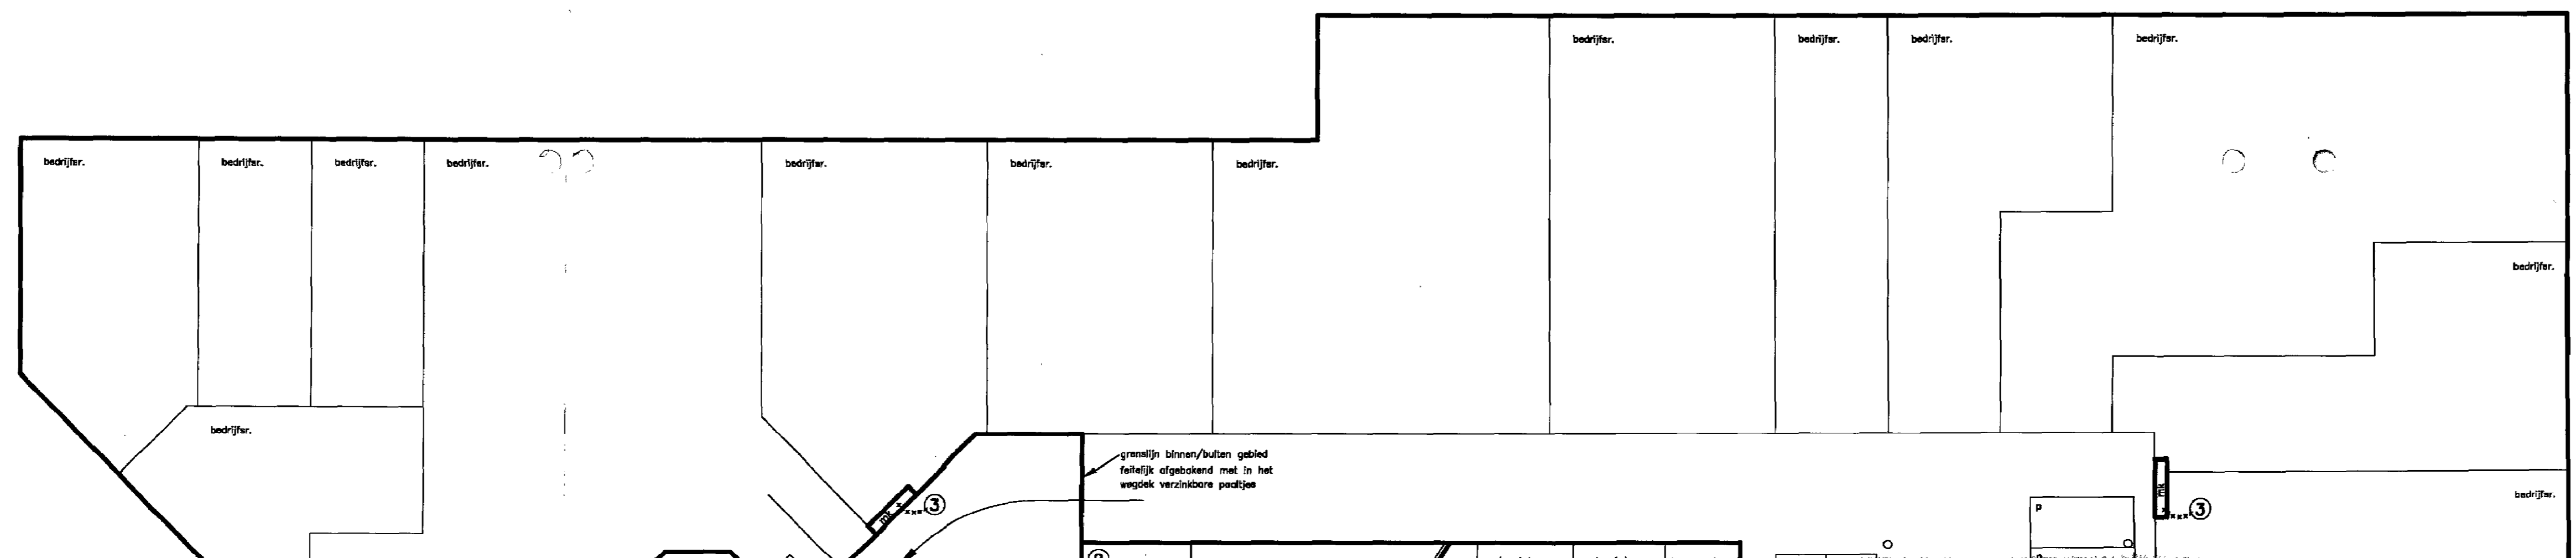 bedrijfsr.
bedrijfsr.
bedrijfsr.
bedrijfsr.
bedrijfsr.
bedrijfsr.
bedrijfsr.
bedrijfsr.
bedrijfsr.
bedrijfsr.
bedrijfsr.
bedrijfsr.
bedrijfsr.
grenslijn binnen/buiten gebied
feitelijk afgebakend met in het
wegdek verzinkbare paaltjes
mk
3
mk
3
p
bedrijfsr.
2